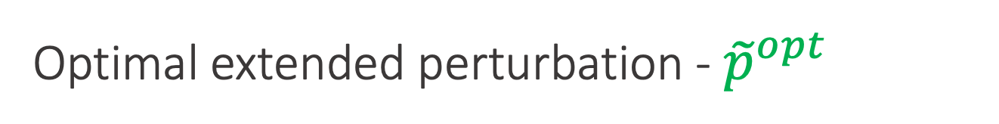 Optimal extended perturbation - p̃^opt